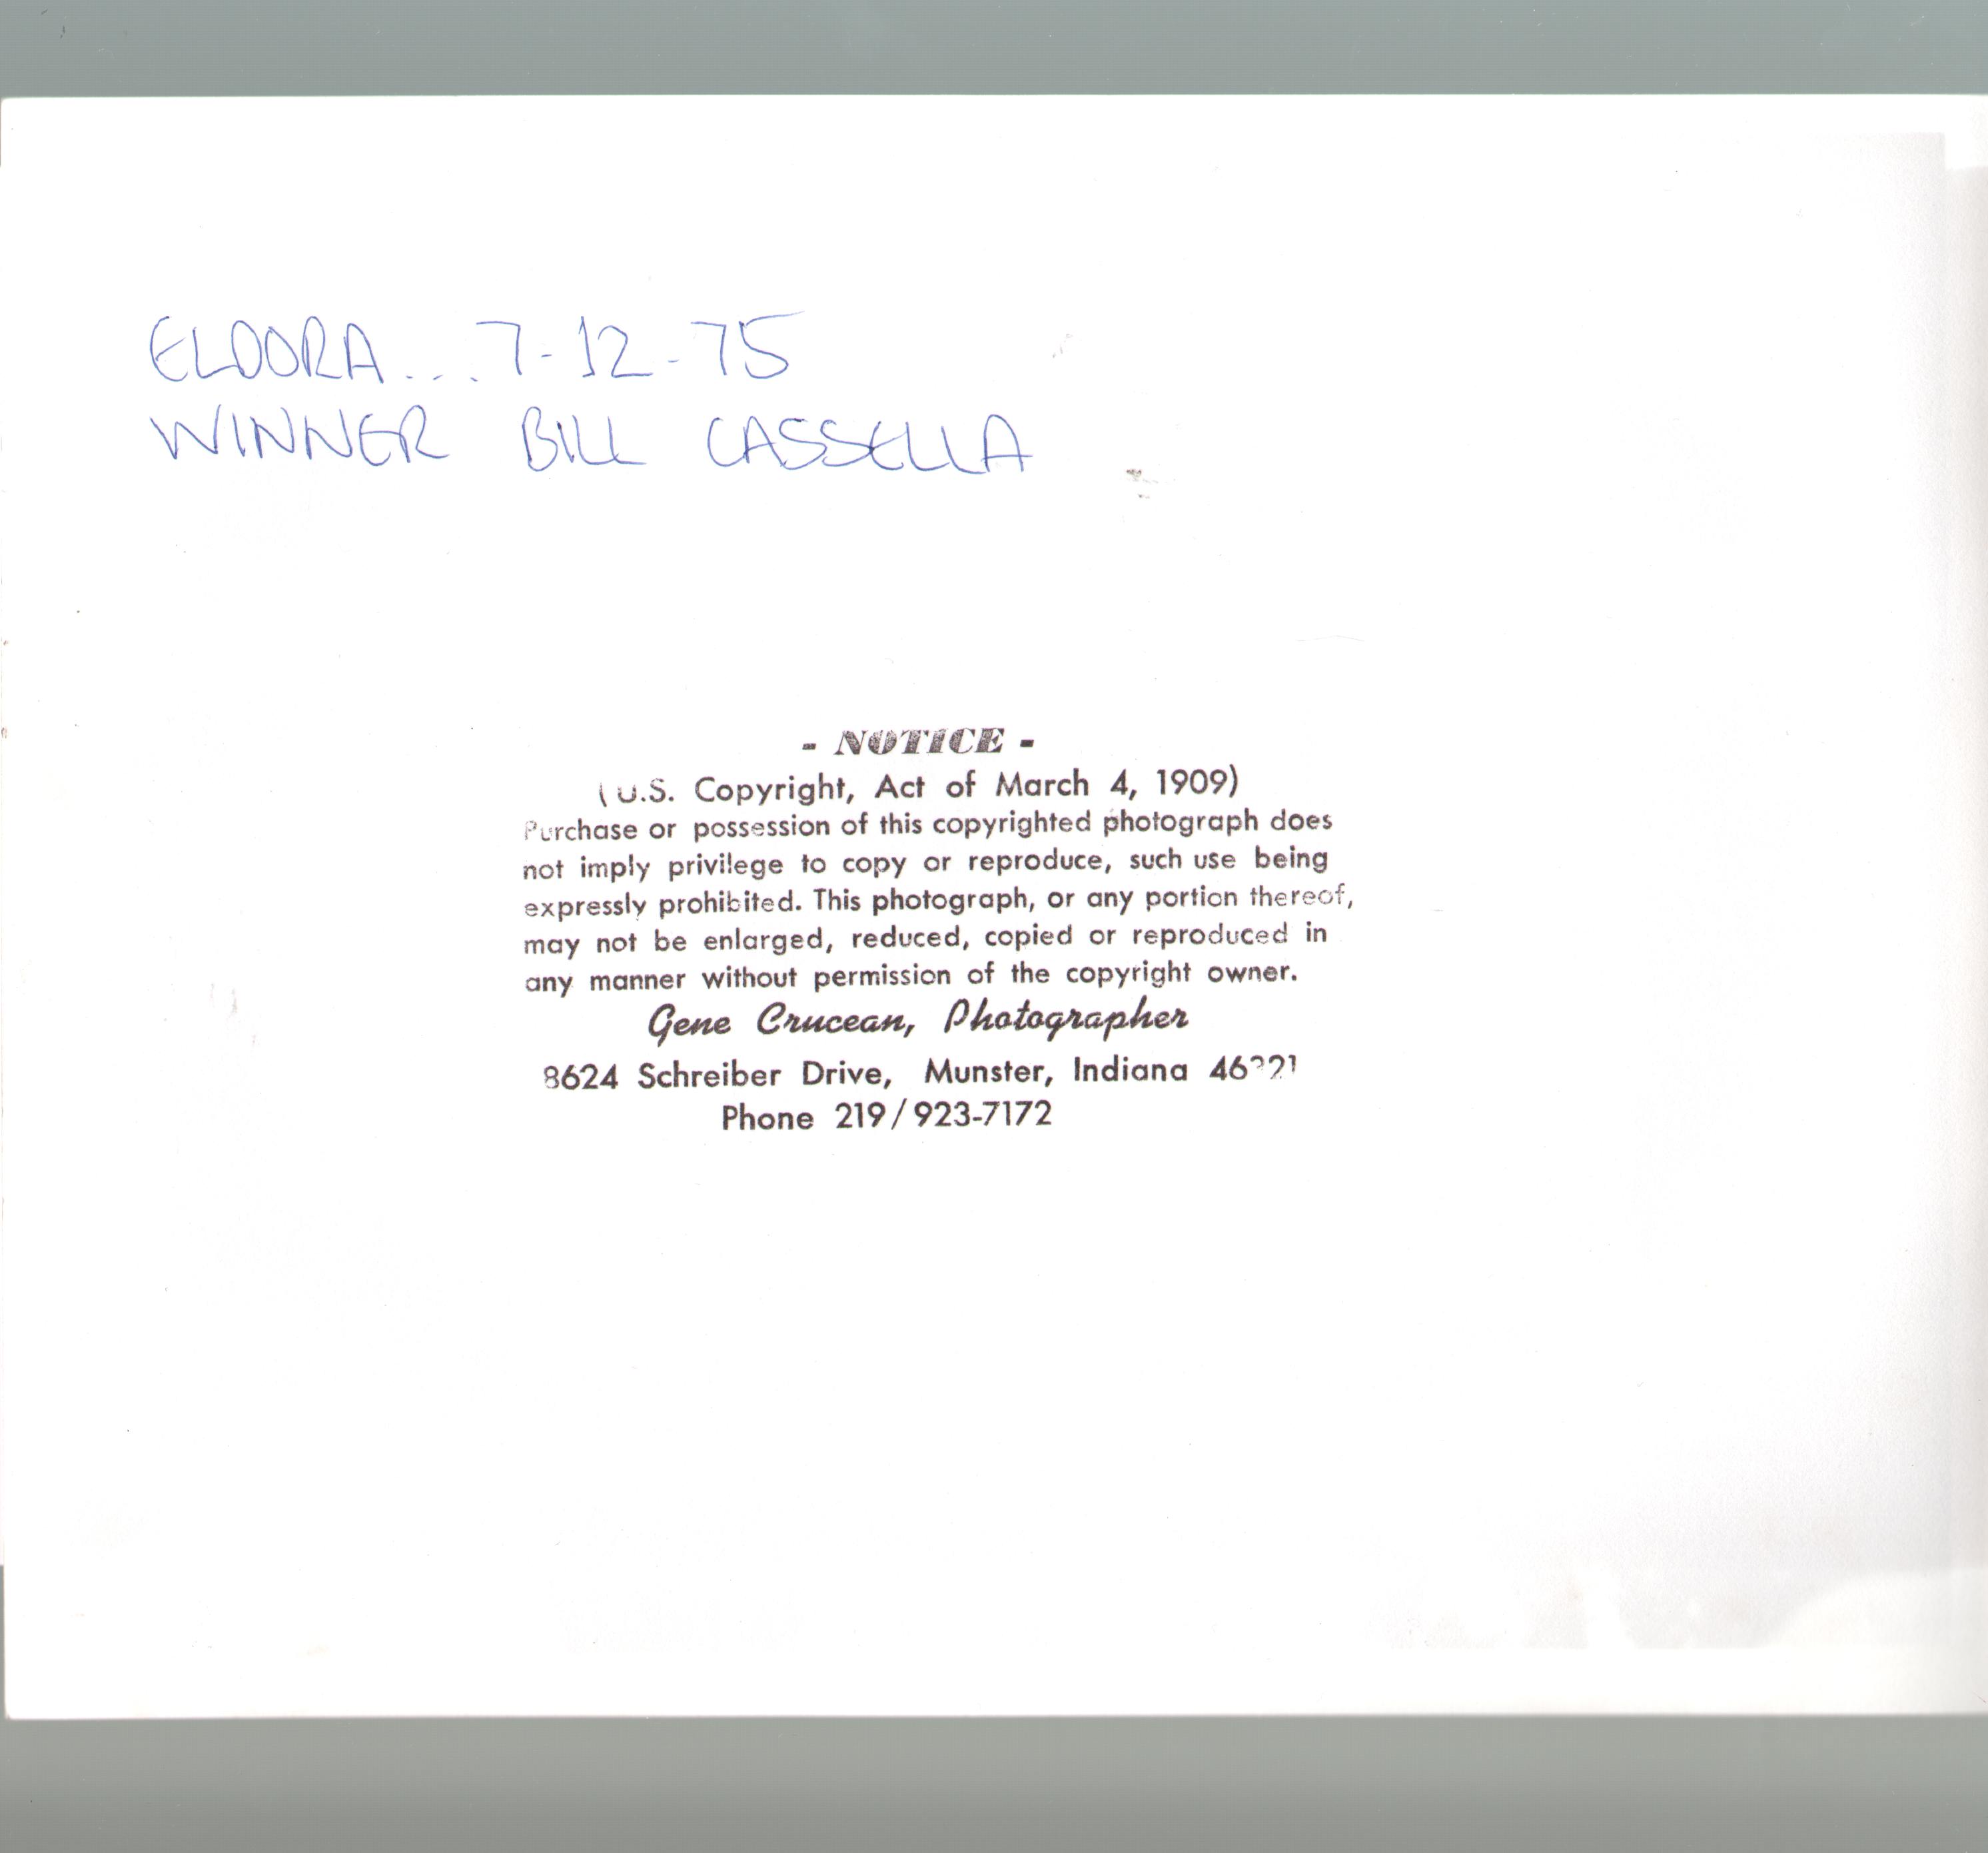 ELDORA... 7-12-75
WINNER BILL CASSELLA
- NOTICE -
(U.S. Copyright, Act of March 4, 1909)
Purchase or possession of this copyrighted photograph does
not imply privilege to copy or reproduce, such use being
expressly prohibited. This photograph, or any portion thereof,
may not be enlarged, reduced, copied or reproduced in
any manner without permission of the copyright owner.
Gene Crucean, Photographer
8624 Schreiber Drive, Munster, Indiana 46321
Phone 219/923-7172